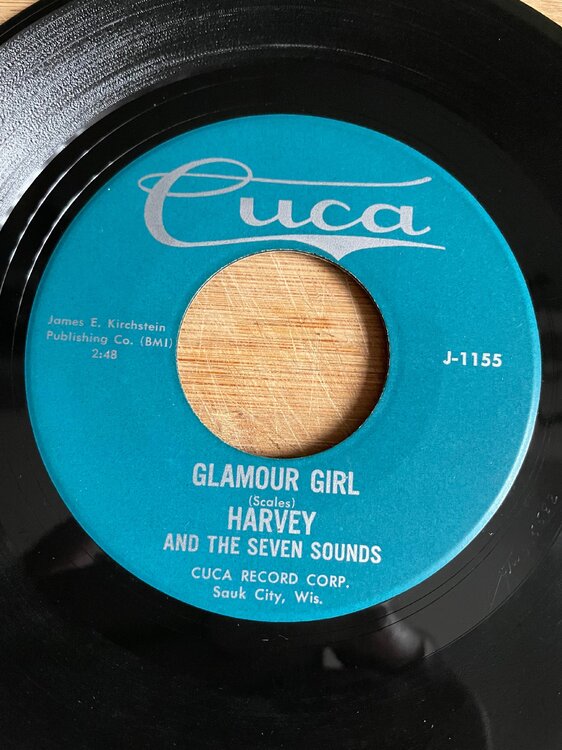 Cuca
James E. Kirchstein
Publishing Co. (BMI)
2:48
J-1155
GLAMOUR GIRL
(Scales)
HARVEY
AND THE SEVEN SOUNDS
CUCA RECORD CORP.
Sauk City, Wis.